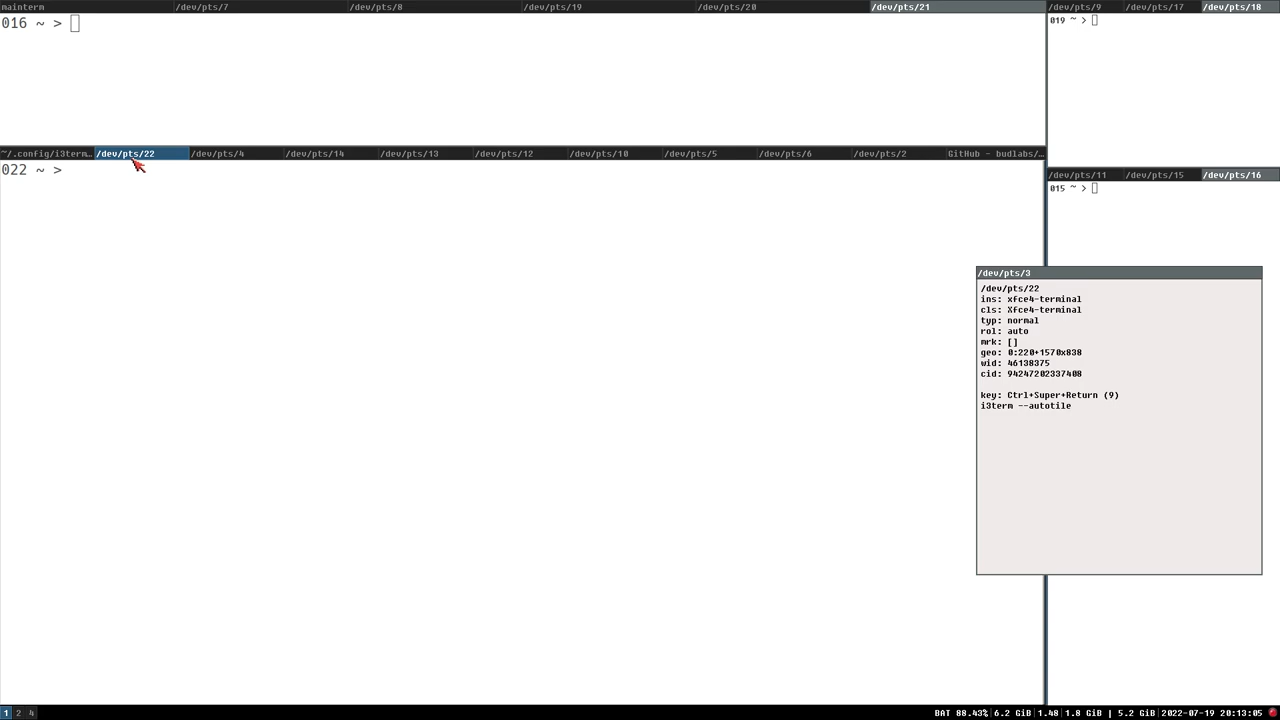 mainterm /dev/pts/7 /dev/pts/8 /dev/pts/19 /dev/pts/20 /dev/pts/21
016 ~ >
/dev/pts/9 /dev/pts/17 /dev/pts/18
019 ~ >
~/.config/i3term… /dev/pts/22 /dev/pts/4 /dev/pts/14 /dev/pts/13 /dev/pts/12 /dev/pts/10 /dev/pts/5 /dev/pts/6 /dev/pts/2 GitHub - budlabs/…
022 ~ >
/dev/pts/11 /dev/pts/15 /dev/pts/16
015 ~ >
/dev/pts/3
/dev/pts/22
ins: xfce4-terminal
cls: Xfce4-terminal
typ: normal
rol: auto
mrk: []
geo: 0:220+1570x838
wid: 46138375
cid: 94247202337408
key: Ctrl+Super+Return (9)
i3term --autotile
1 2 4
BAT 88.43% 6.2 GiB 1.48 1.8 GiB | 5.2 GiB 2022-07-19 20:13:05